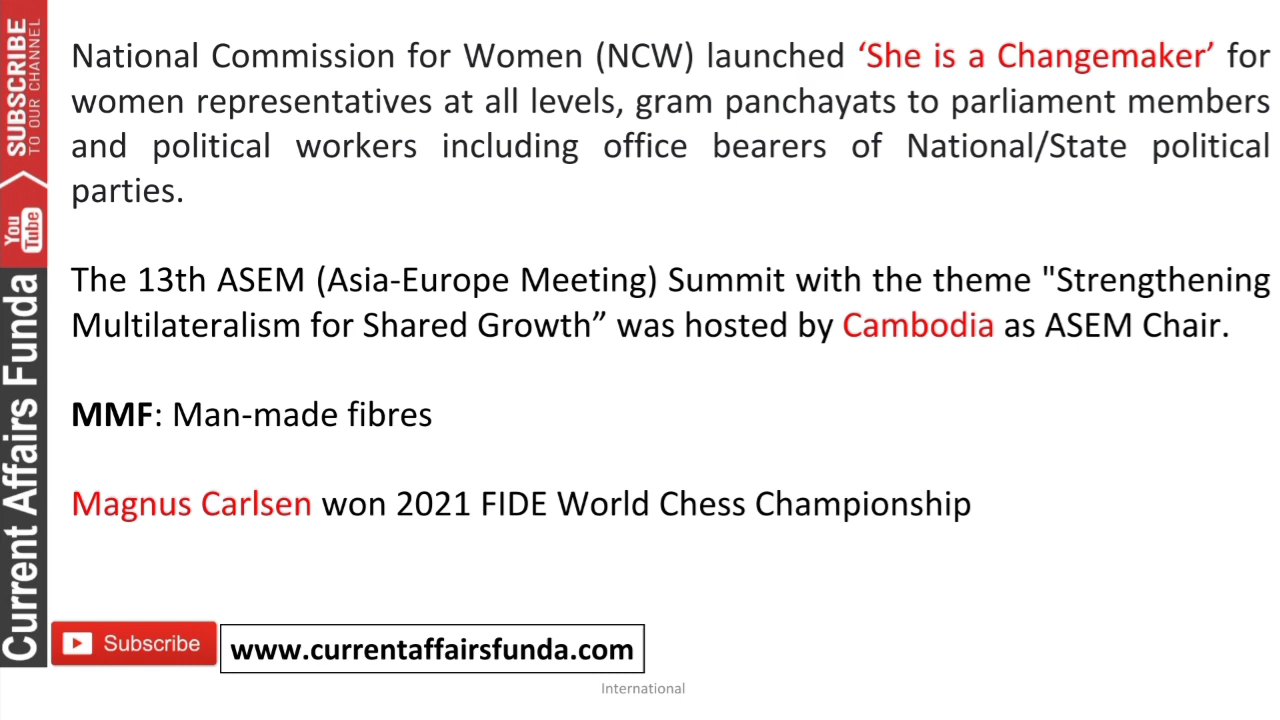 National Commission for Women (NCW) launched ‘She is a Changemaker’ for
women representatives at all levels, gram panchayats to parliament members
and political workers including office bearers of National/State political
parties.
The 13th ASEM (Asia-Europe Meeting) Summit with the theme "Strengthening
Multilateralism for Shared Growth” was hosted by Cambodia as ASEM Chair.
MMF: Man-made fibres
Magnus Carlsen won 2021 FIDE World Chess Championship
SUBSCRIBE
TO OUR CHANNEL
You
Tube
Current Affairs Funda
Subscribe
www.currentaffairsfunda.com
International